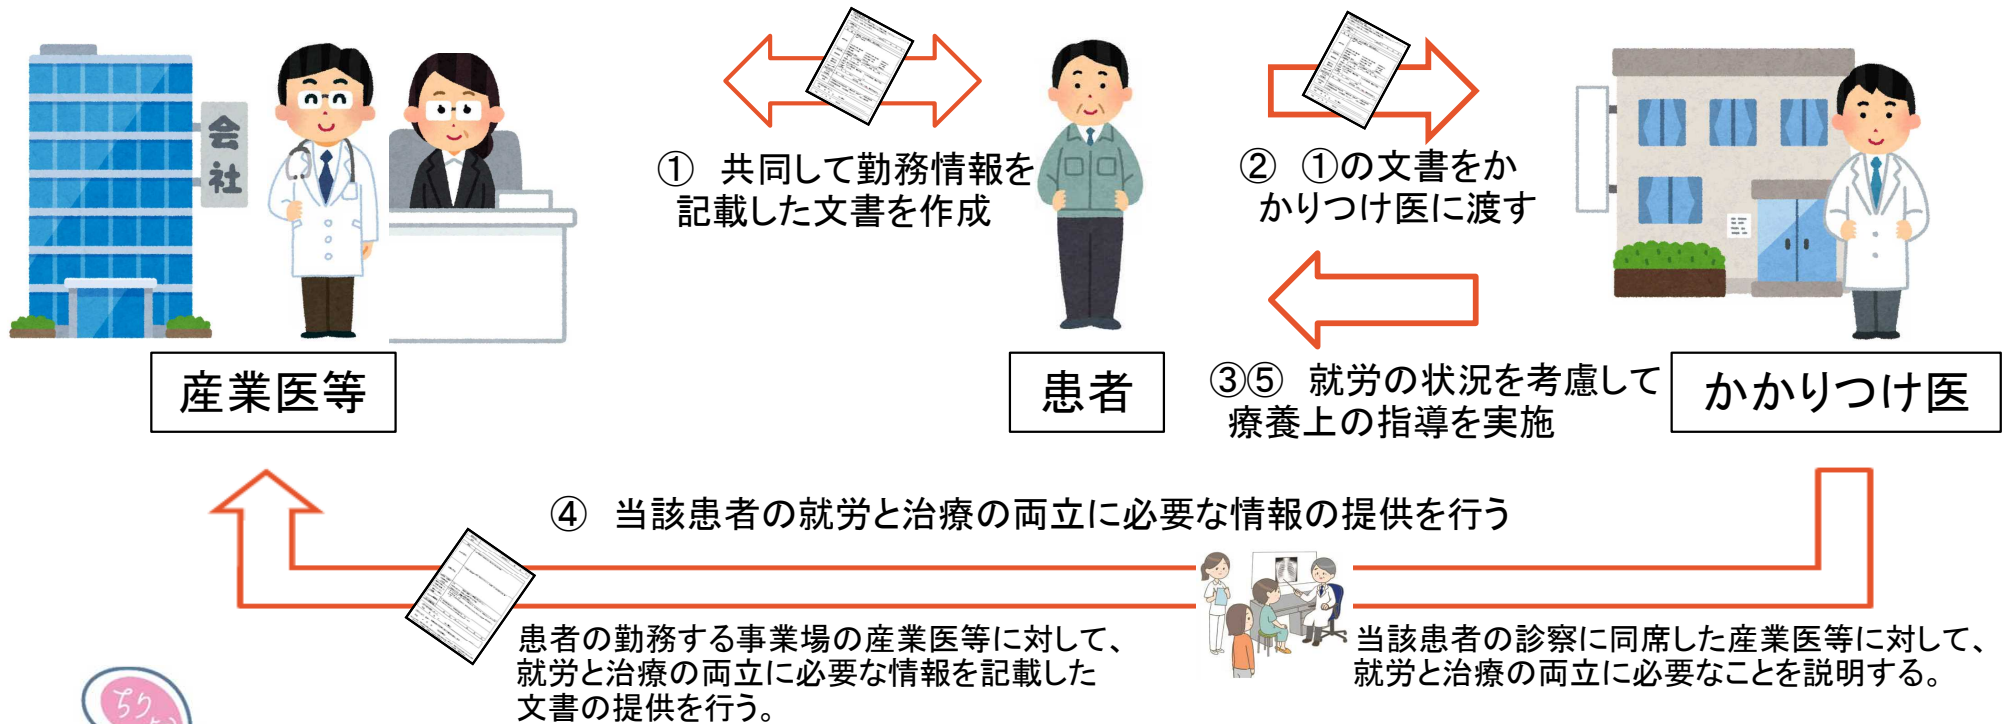 会社
① 共同して勤務情報を
記載した文書を作成
② ①の文書をか
かりつけ医に渡す
③⑤ 就労の状況を考慮して
療養上の指導を実施
産業医等
患者
かかりつけ医
④ 当該患者の就労と治療の両立に必要な情報の提供を行う
患者の勤務する事業場の産業医等に対して、
就労と治療の両立に必要な情報を記載した
文書の提供を行う。
当該患者の診察に同席した産業医等に対して、
就労と治療の両立に必要なことを説明する。